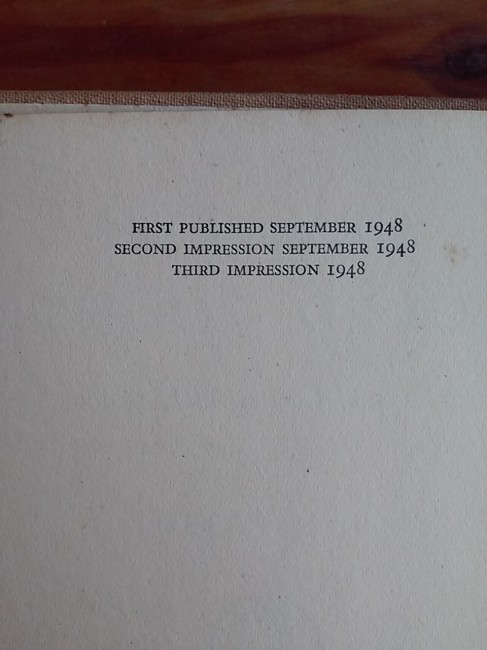 FIRST PUBLISHED SEPTEMBER 1948
SECOND IMPRESSION SEPTEMBER 1948
THIRD IMPRESSION 1948